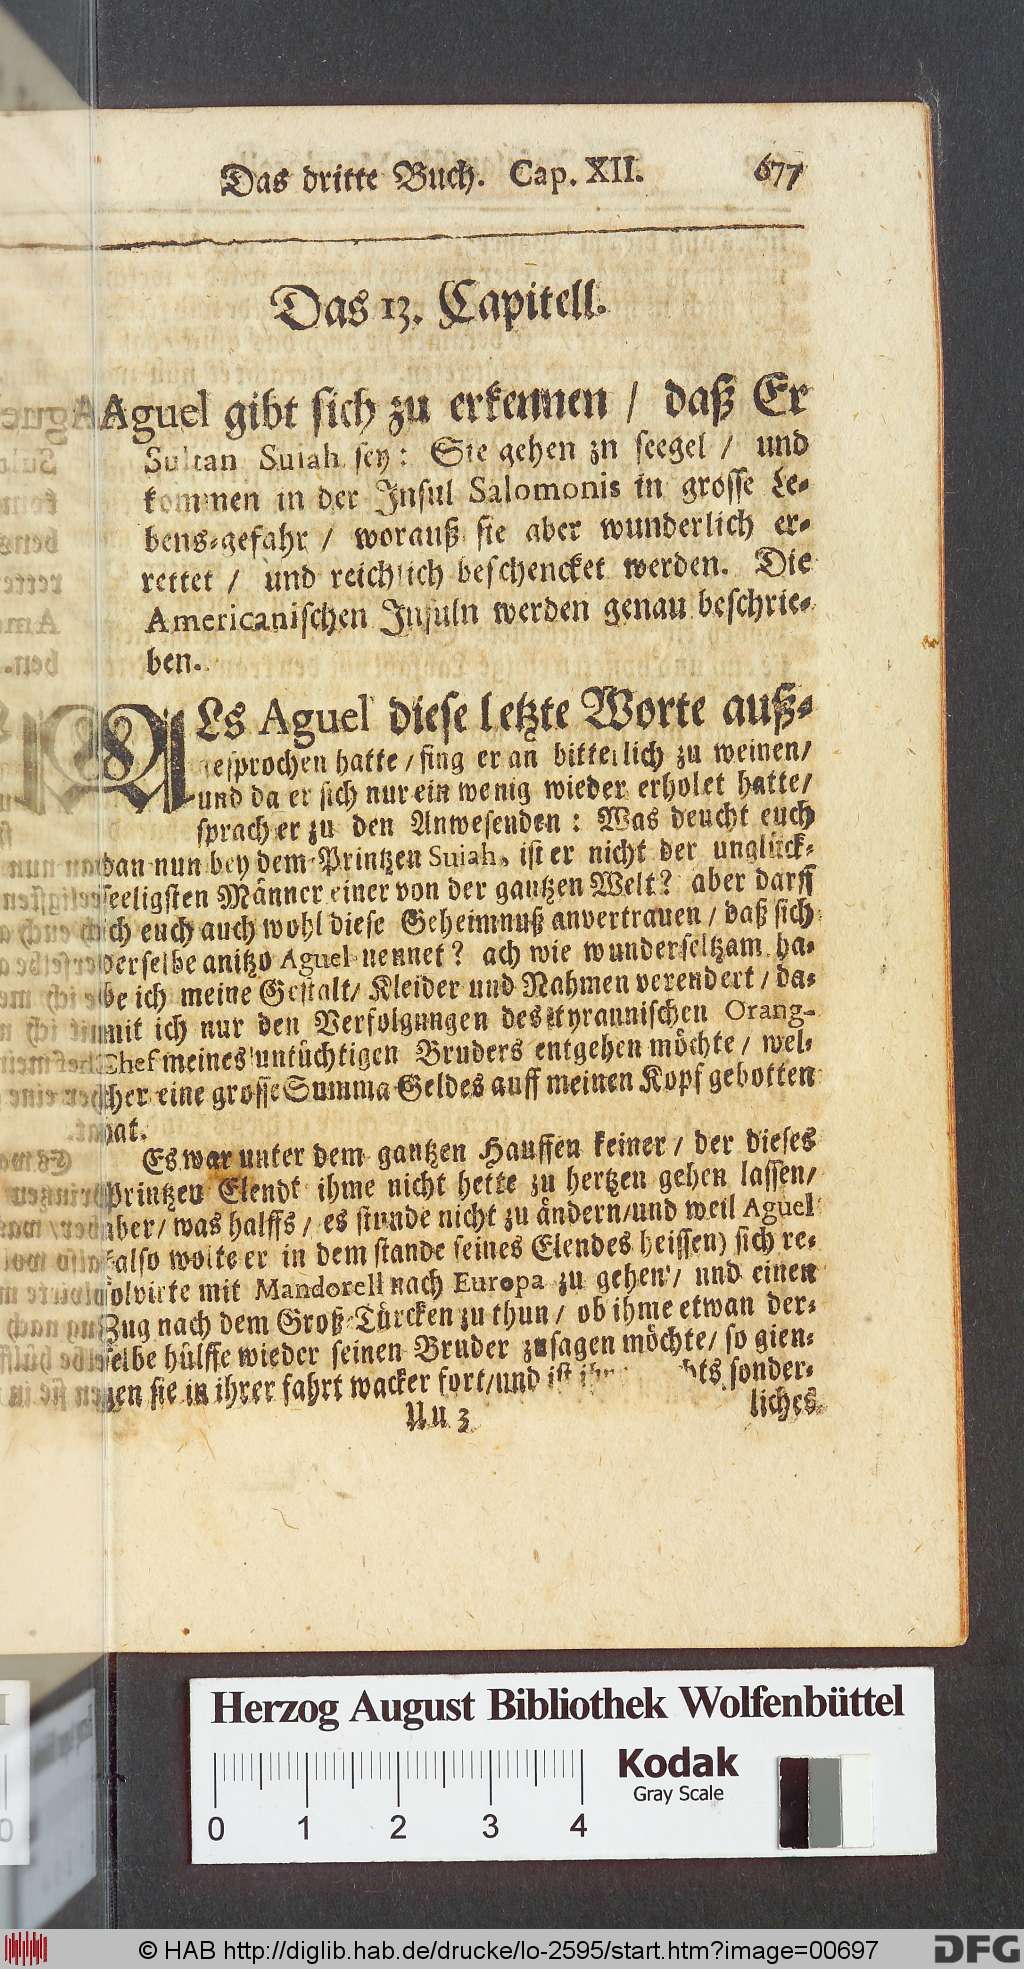 Das dritte Buch. Cap. XII. 677
Das 13. Capitell.
Aguel gibt sich zu erkennen / daß Er
Sultan Suiah sey: Sie gehen zn seegel / und
kommen in der Insul Salomonis in grosse Le-
bens-gefahr / worauß sie aber wunderlich er-
rettet / und reichlich beschencket werden. Die
Americanischen Insuln werden genau beschrie-
ben.
ALs Aguel diese letzte Worte auß-
gesprochen hatte / fing er an bitterlich zu weinen /
und da er sich nur ein wenig wieder erholet hatte /
sprach er zu den Anwesenden: Was deucht euch
dan nun bey dem Printzen Suiah, ist er nicht der unglück-
seeligsten Männer einer von der gantzen Welt? aber darff
ich euch auch wohl diese Geheimnuß anvertrauen / daß sich
derselbe anitzo Aguel nennet? ach wie wunderseltzam ha-
be ich meine Gestalt / Kleider und Nahmen verendert / da-
mit ich nur den Verfolgungen des tyrannischen Orang-
Chef meines untüchtigen Bruders entgehen möchte / wel-
cher eine grosse Summa Geldes auff meinen Kopf gebotten
hat.
Es war unter dem gantzen Hauffen keiner / der dieses
Printzen Elendt ihme nicht hette zu hertzen gehen lassen /
aber / was halffs / es stunde nicht zu ändern / und weil Aguel
(also wolte er in dem stande seines Elendes heissen) sich re-
solvirte mit Mandorell nach Europa zu gehen / und einen
Zug nach dem Groß-Türcken zu thun / ob ihme etwan der-
selbe hülffe wieder seinen Bruder zusagen möchte / so gien-
gen sie in ihrer fahrt wacker fort / und ist sonder-
Uu 3 liches
Herzog August Bibliothek Wolfenbüttel
Kodak
Gray Scale
0 1 2 3 4
© HAB http://diglib.hab.de/drucke/lo-2595/start.htm?image=00697
DFG